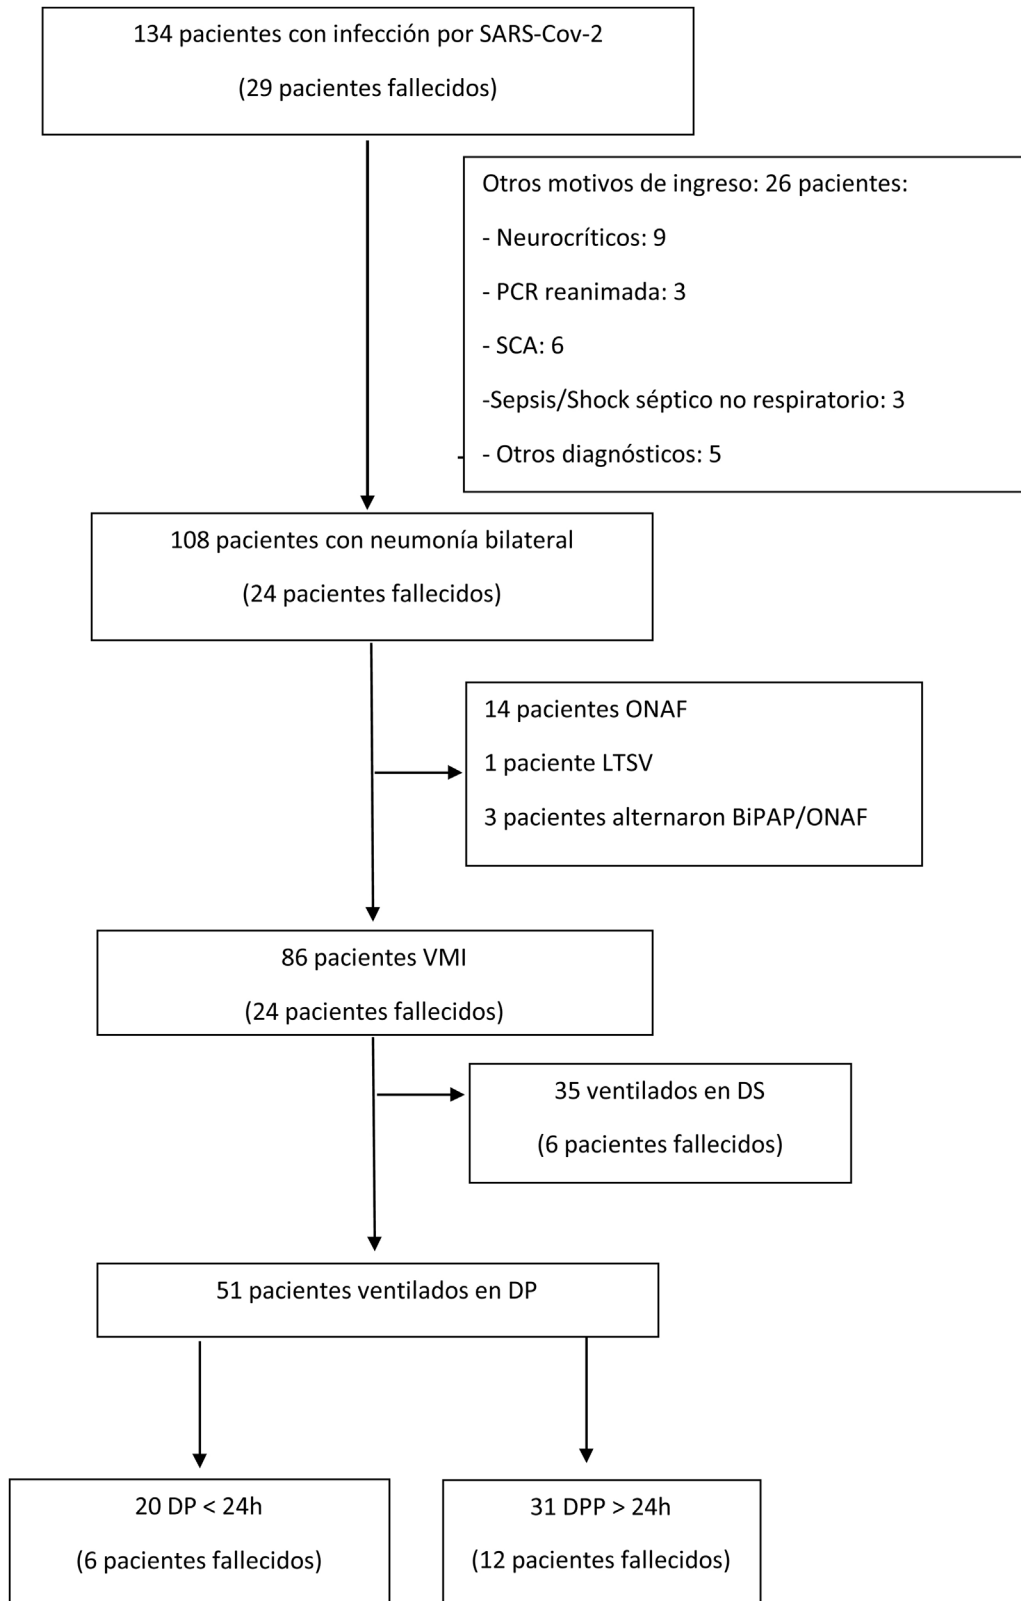 134 pacientes con infección por SARS-Cov-2
(29 pacientes fallecidos)
Otros motivos de ingreso: 26 pacientes:
- Neurocríticos: 9
- PCR reanimada: 3
- SCA: 6
-Sepsis/Shock séptico no respiratorio: 3
- Otros diagnósticos: 5
108 pacientes con neumonía bilateral
(24 pacientes fallecidos)
14 pacientes ONAF
1 paciente LTSV
3 pacientes alternaron BiPAP/ONAF
86 pacientes VMI
(24 pacientes fallecidos)
35 ventilados en DS
(6 pacientes fallecidos)
51 pacientes ventilados en DP
20 DP < 24h
(6 pacientes fallecidos)
31 DPP > 24h
(12 pacientes fallecidos)